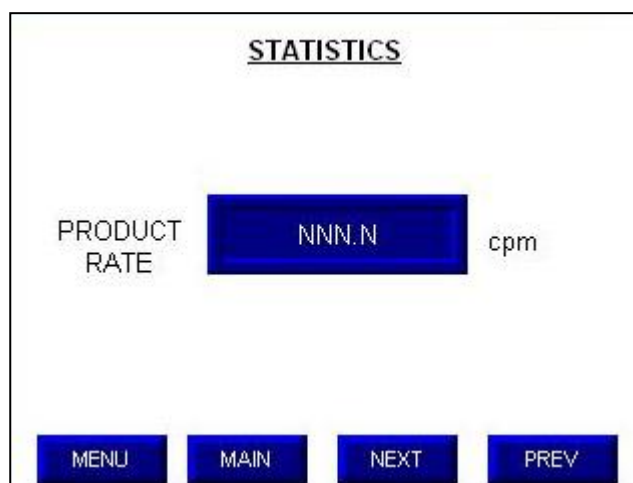 STATISTICS
PRODUCT
RATE
NNN.N
cpm
MENU
MAIN
NEXT
PREV